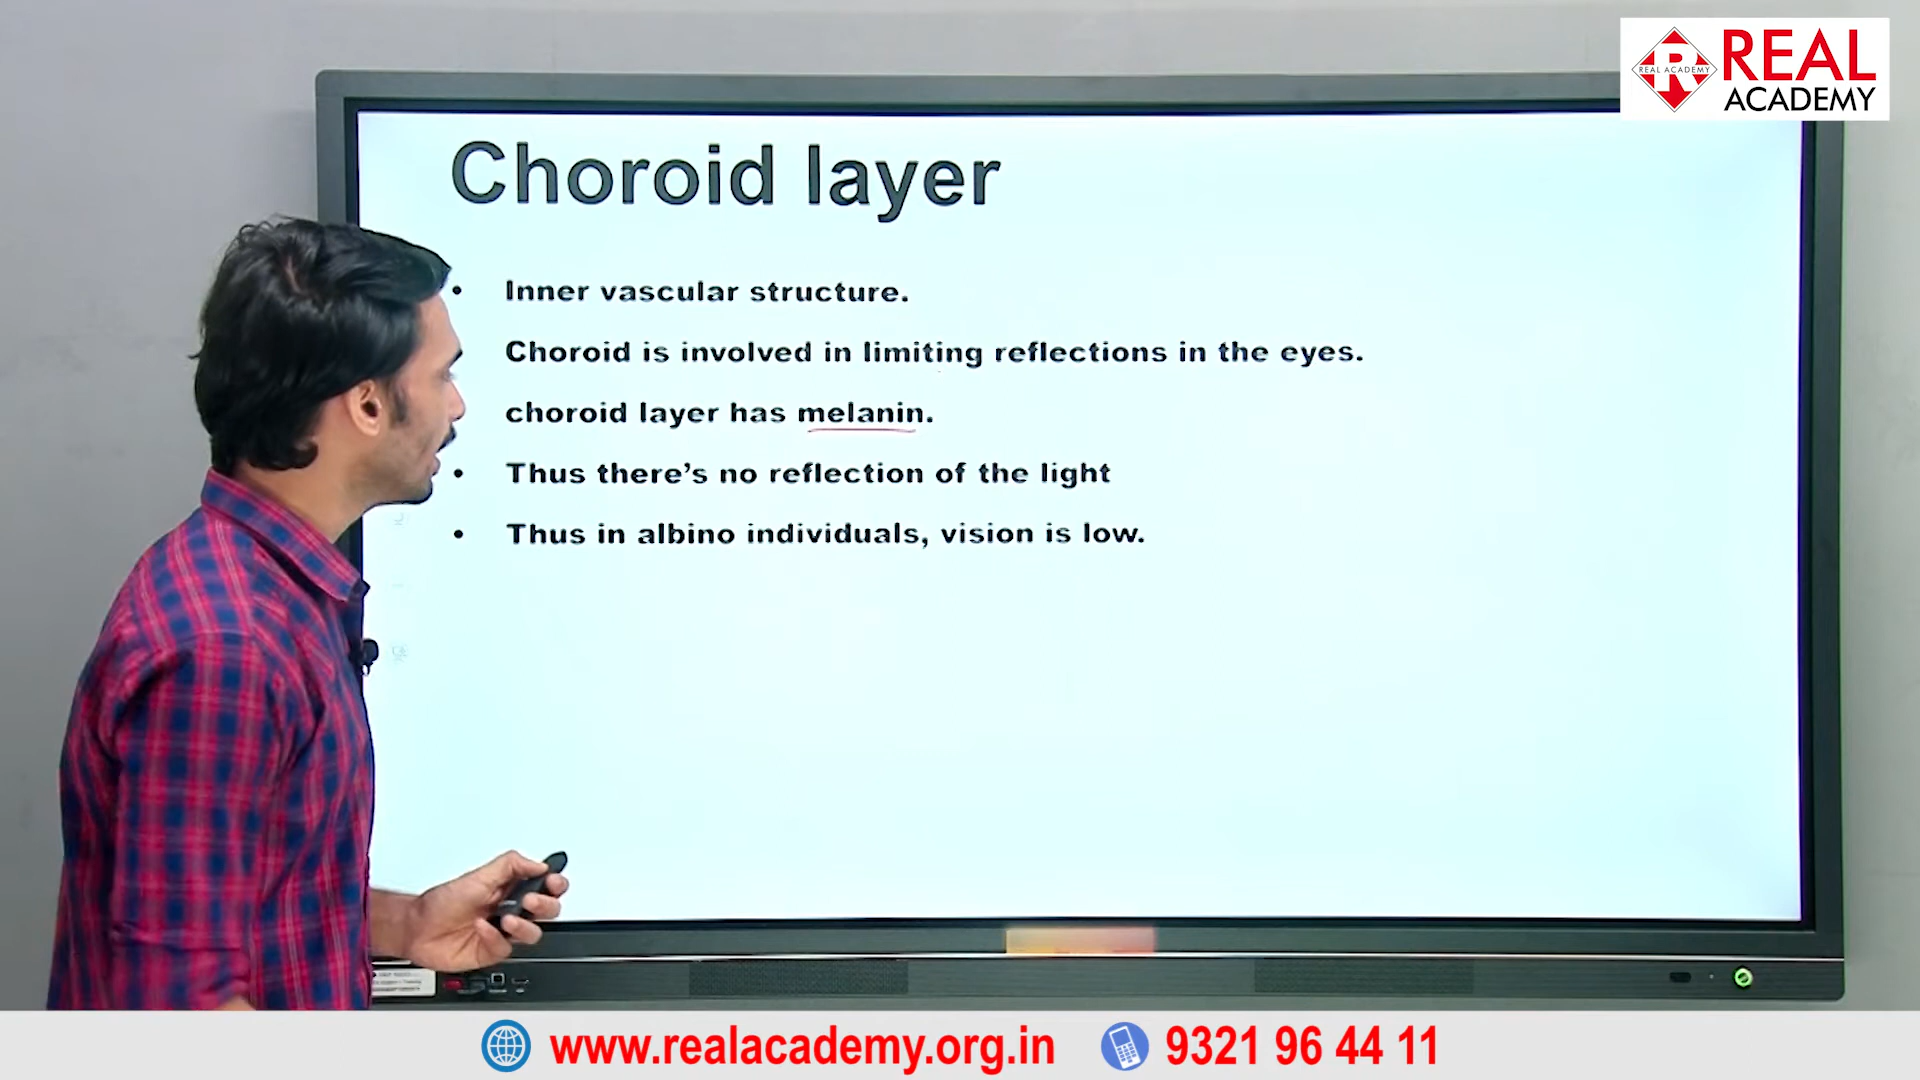 REAL ACADEMY
REAL
ACADEMY
Choroid layer
• Inner vascular structure.
Choroid is involved in limiting reflections in the eyes.
choroid layer has melanin.
• Thus there’s no reflection of the light
• Thus in albino individuals, vision is low.
www.realacademy.org.in
9321 96 44 11